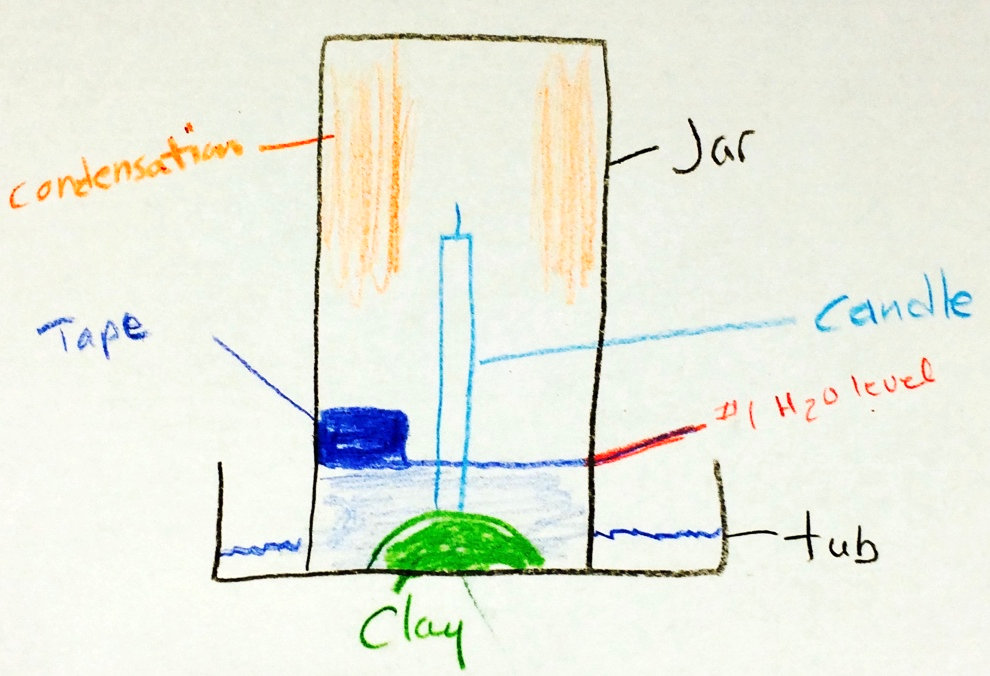 Jar
condensation
Tape
Candle
#1 H2O level
tub
Clay